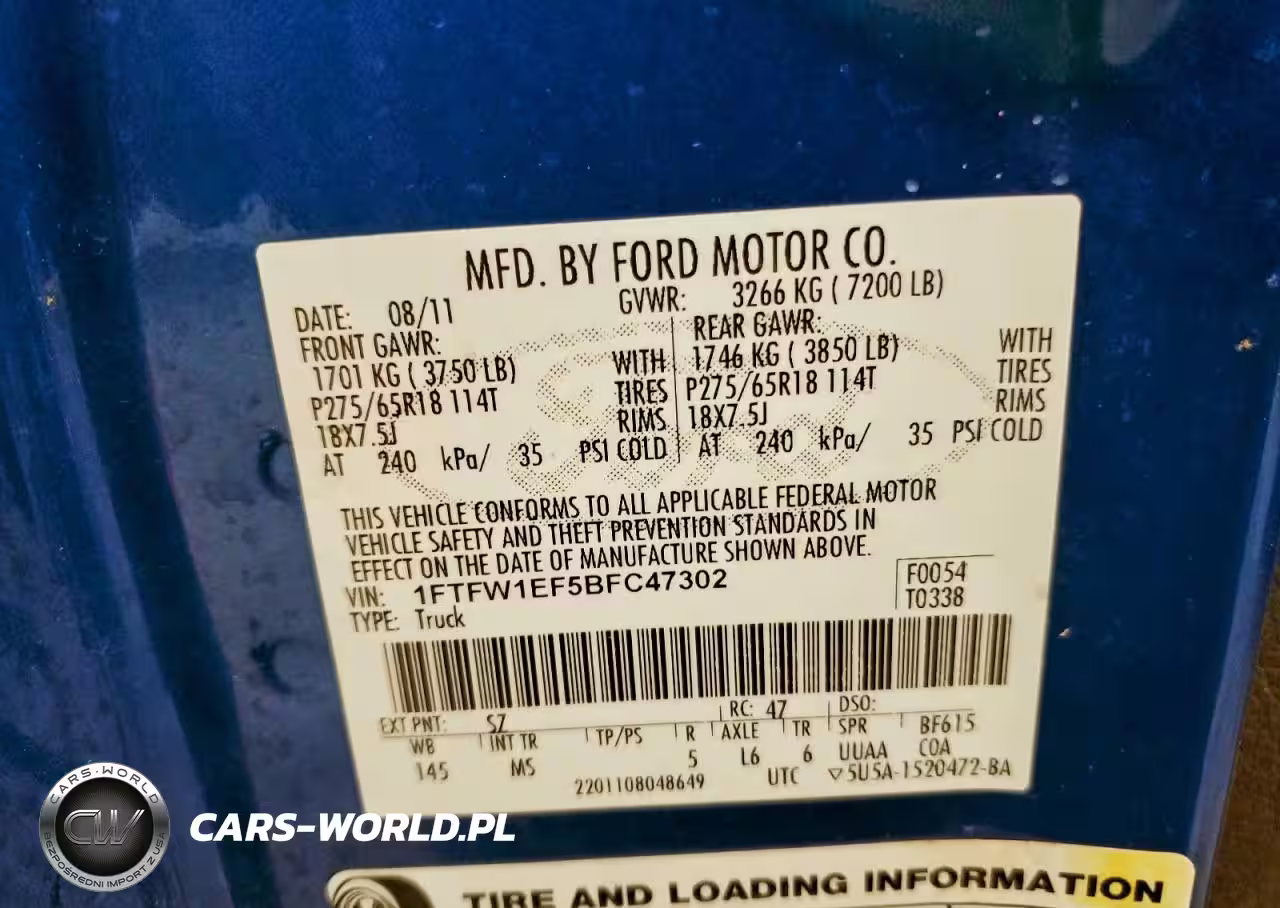 MFD. BY FORD MOTOR CO.
DATE: 08/11 GVWR: 3266 KG ( 7200 LB)
FRONT GAWR: REAR GAWR:
1701 KG ( 3750 LB) WITH 1746 KG ( 3850 LB) WITH
P275/65R18 114T TIRES P275/65R18 114T TIRES
18X7.5J RIMS 18X7.5J RIMS
AT 240 kPa/ 35 PSI COLD AT 240 kPa/ 35 PSI COLD
THIS VEHICLE CONFORMS TO ALL APPLICABLE FEDERAL MOTOR
VEHICLE SAFETY AND THEFT PREVENTION STANDARDS IN
EFFECT ON THE DATE OF MANUFACTURE SHOWN ABOVE.
VIN: 1FTFW1EF5BFC47302
TYPE: Truck
F0054
T0338
EXT PNT: SZ RC: 47 DSO:
WB INT TR TP/PS R AXLE TR SPR BF615
145 MS 5 L6 6 UUAA COA
2201108048649 UTC ▽5U5A-1520472-BA
TIRE AND LOADING INFORMATION
CARS-WORLD
CW
BEZPOŚREDNI IMPORT Z USA
CARS-WORLD.PL